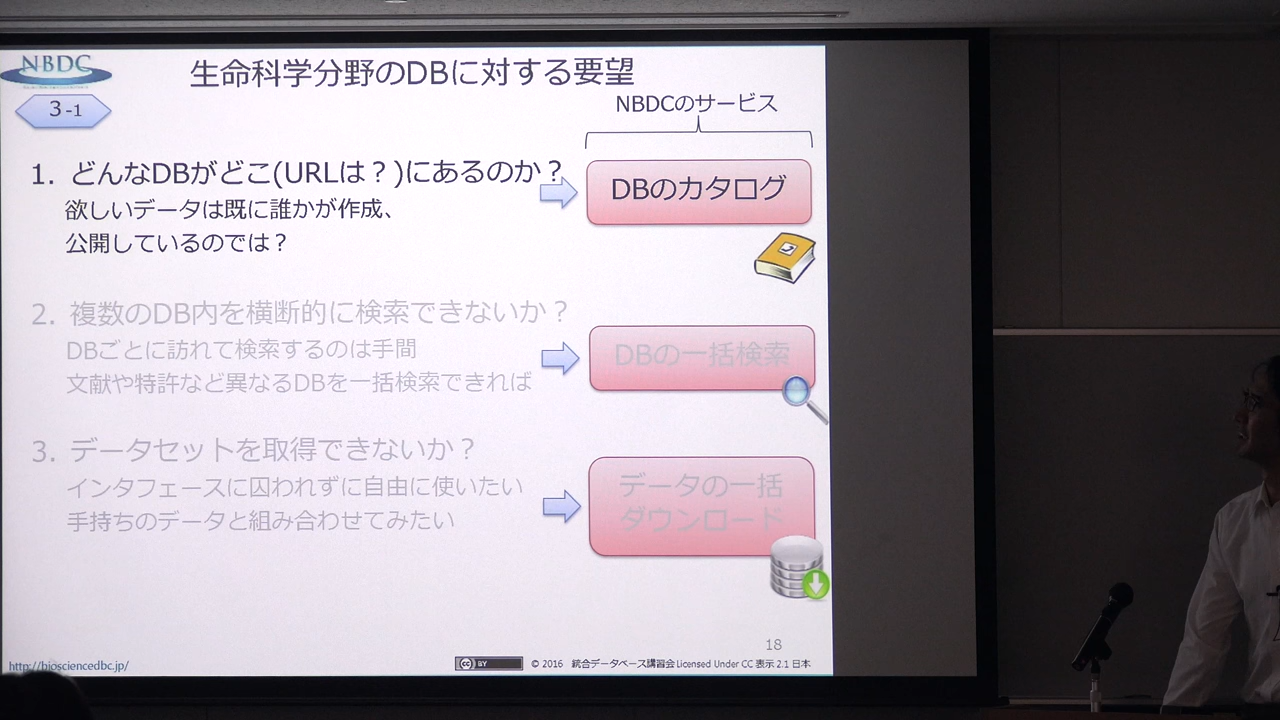 NBDC
生命科学分野のDBに対する要望
3-1
NBDCのサービス
1. どんなDBがどこ(URLは？)にあるのか？
欲しいデータは既に誰かが作成、
公開しているのでは？
DBのカタログ
2. 複数のDB内を横断的に検索できないか？
DBごとに訪れて検索するのは手間
文献や特許など異なるDBを一括検索できれば
DBの一括検索
3. データセットを取得できないか？
インタフェースに囚われずに自由に使いたい
手持ちのデータと組み合わせてみたい
データの一括
ダウンロード
18
http://biosciencedbc.jp/
cc BY
© 2016 統合データベース講習会 Licensed Under CC 表示 2.1 日本